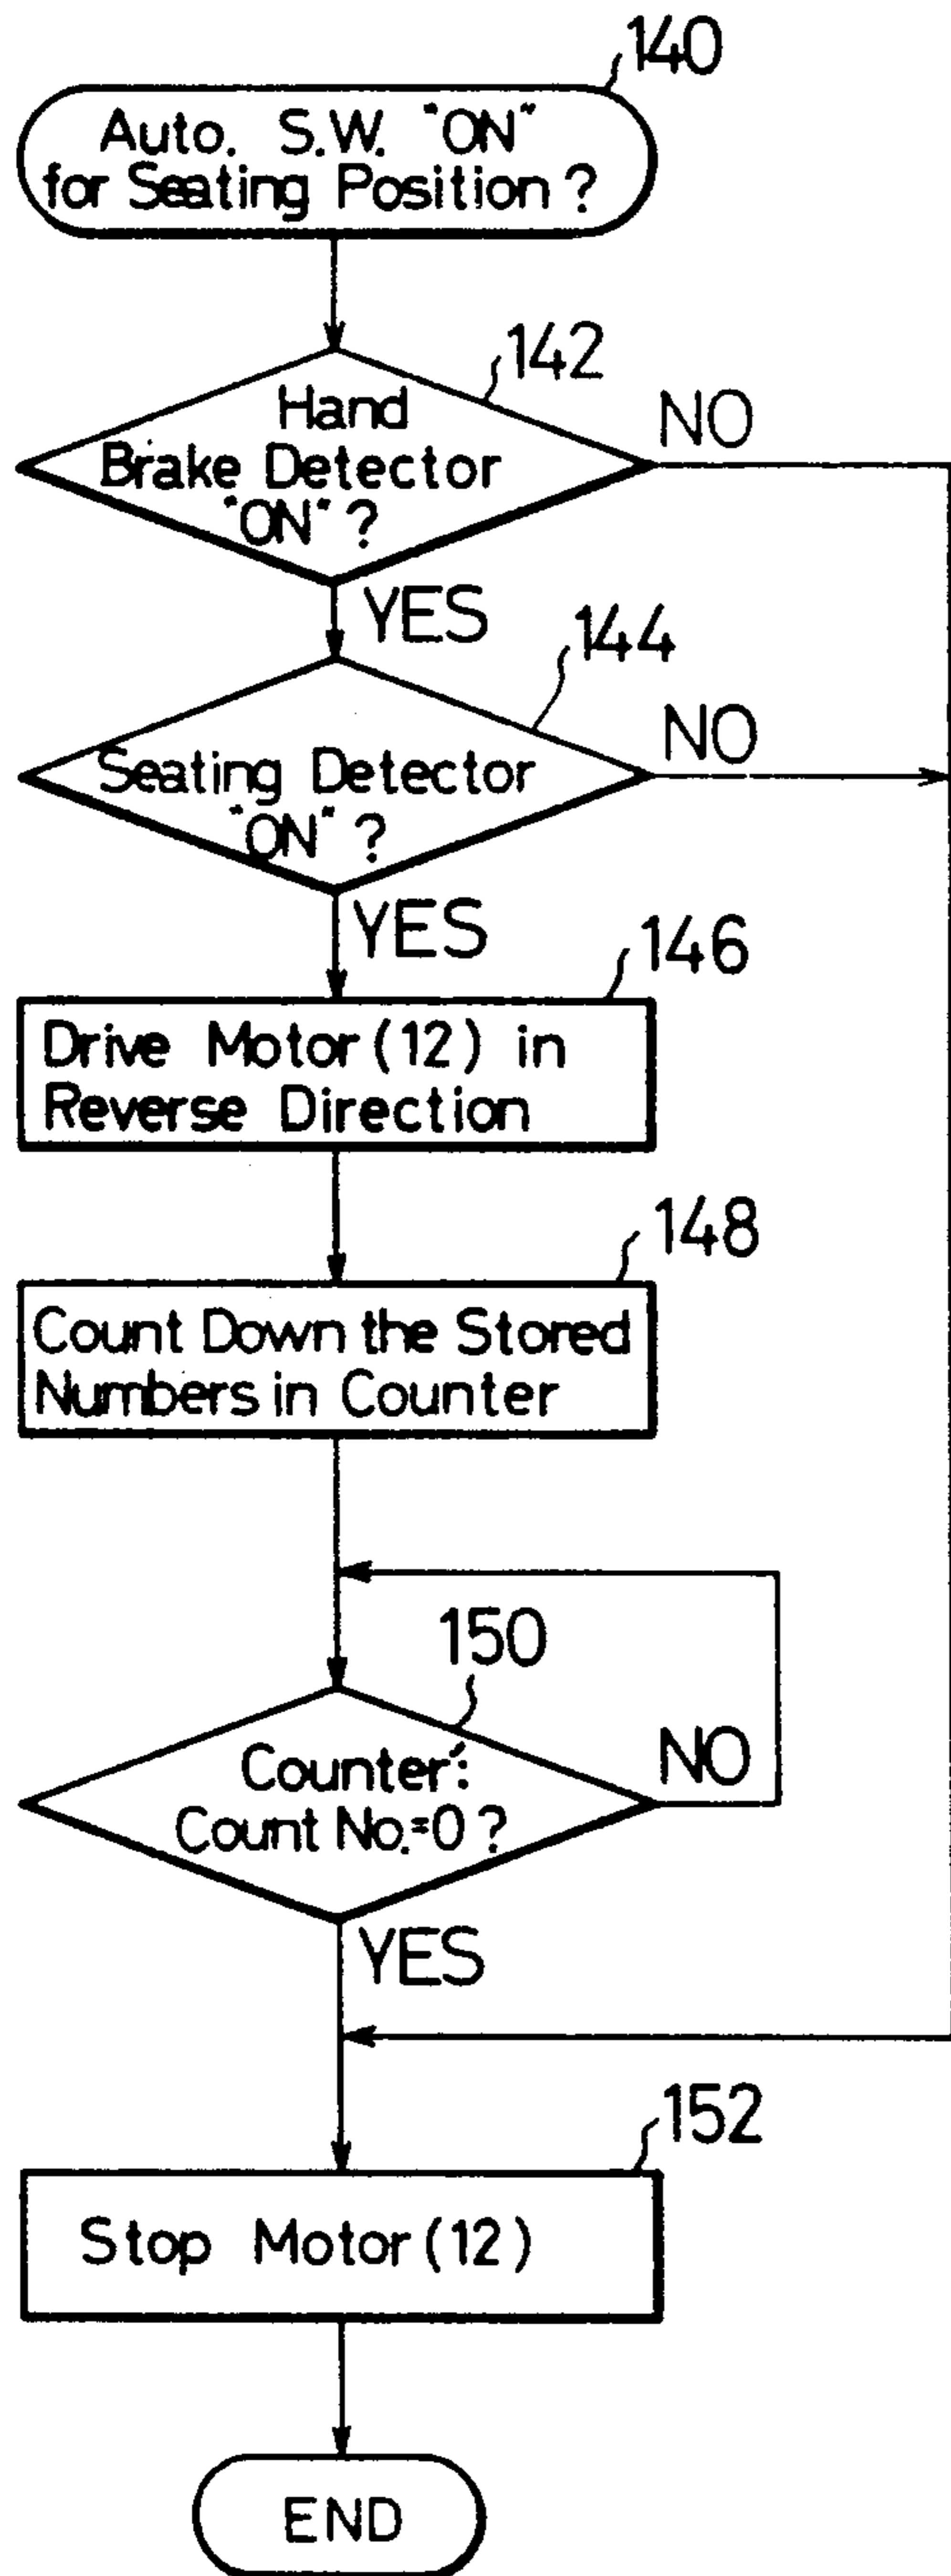 140
Auto. S.W. "ON"
for Seating Position ?
142
Hand
Brake Detector
"ON" ?
NO
YES
144
Seating Detector
"ON" ?
NO
YES
146
Drive Motor (12) in
Reverse Direction
148
Count Down the Stored
Numbers in Counter
150
Counter':
Count No.=0 ?
NO
YES
152
Stop Motor (12)
END